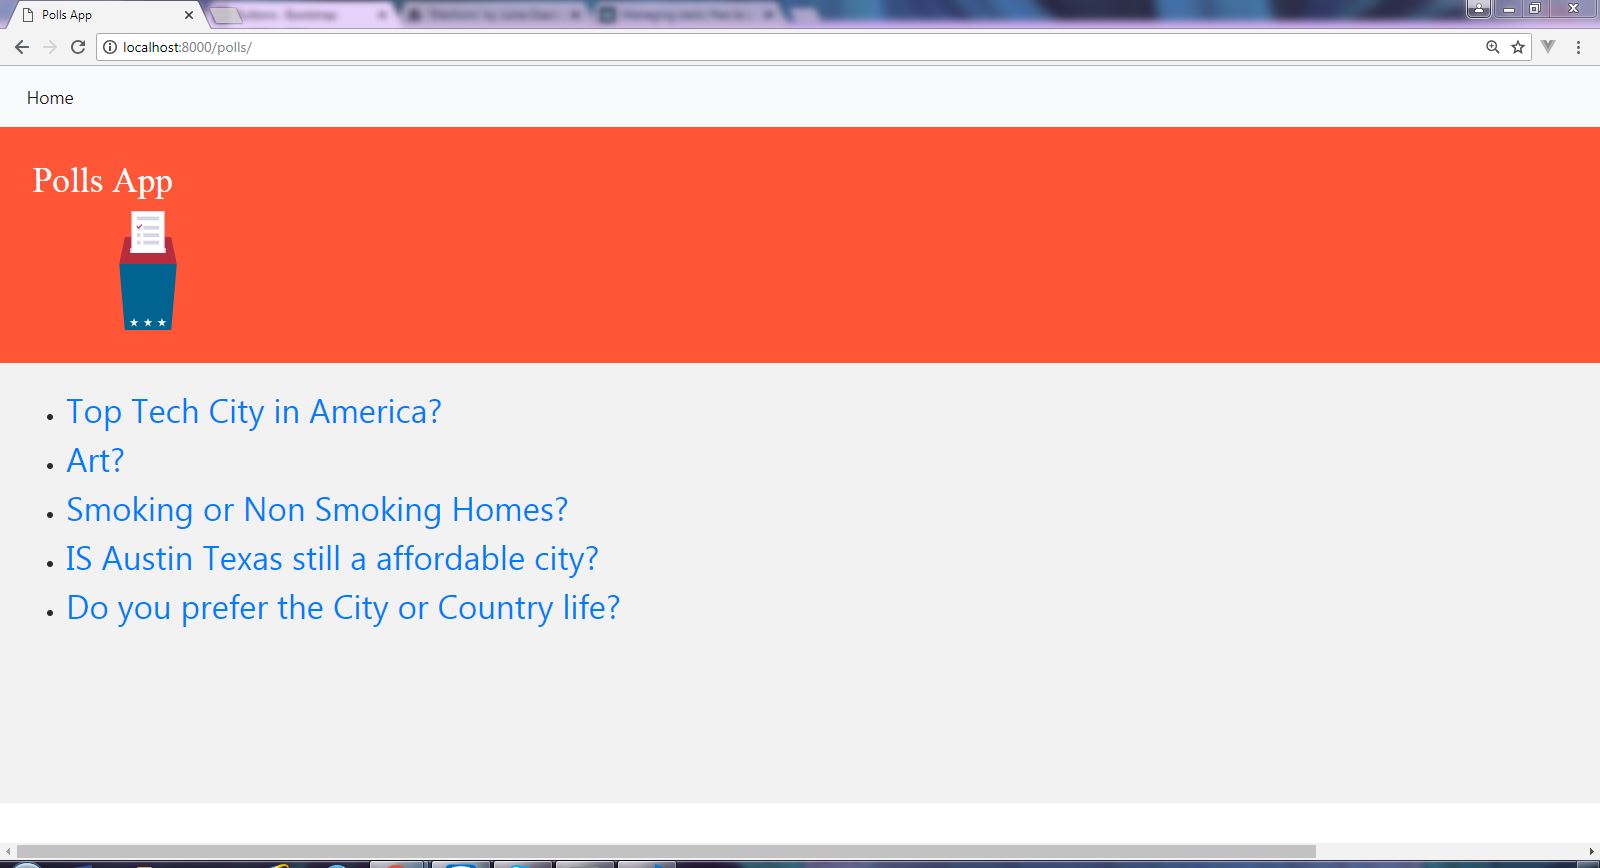 Polls App
localhost:8000/polls/
Home
Polls App
Top Tech City in America?
Art?
Smoking or Non Smoking Homes?
IS Austin Texas still a affordable city?
Do you prefer the City or Country life?